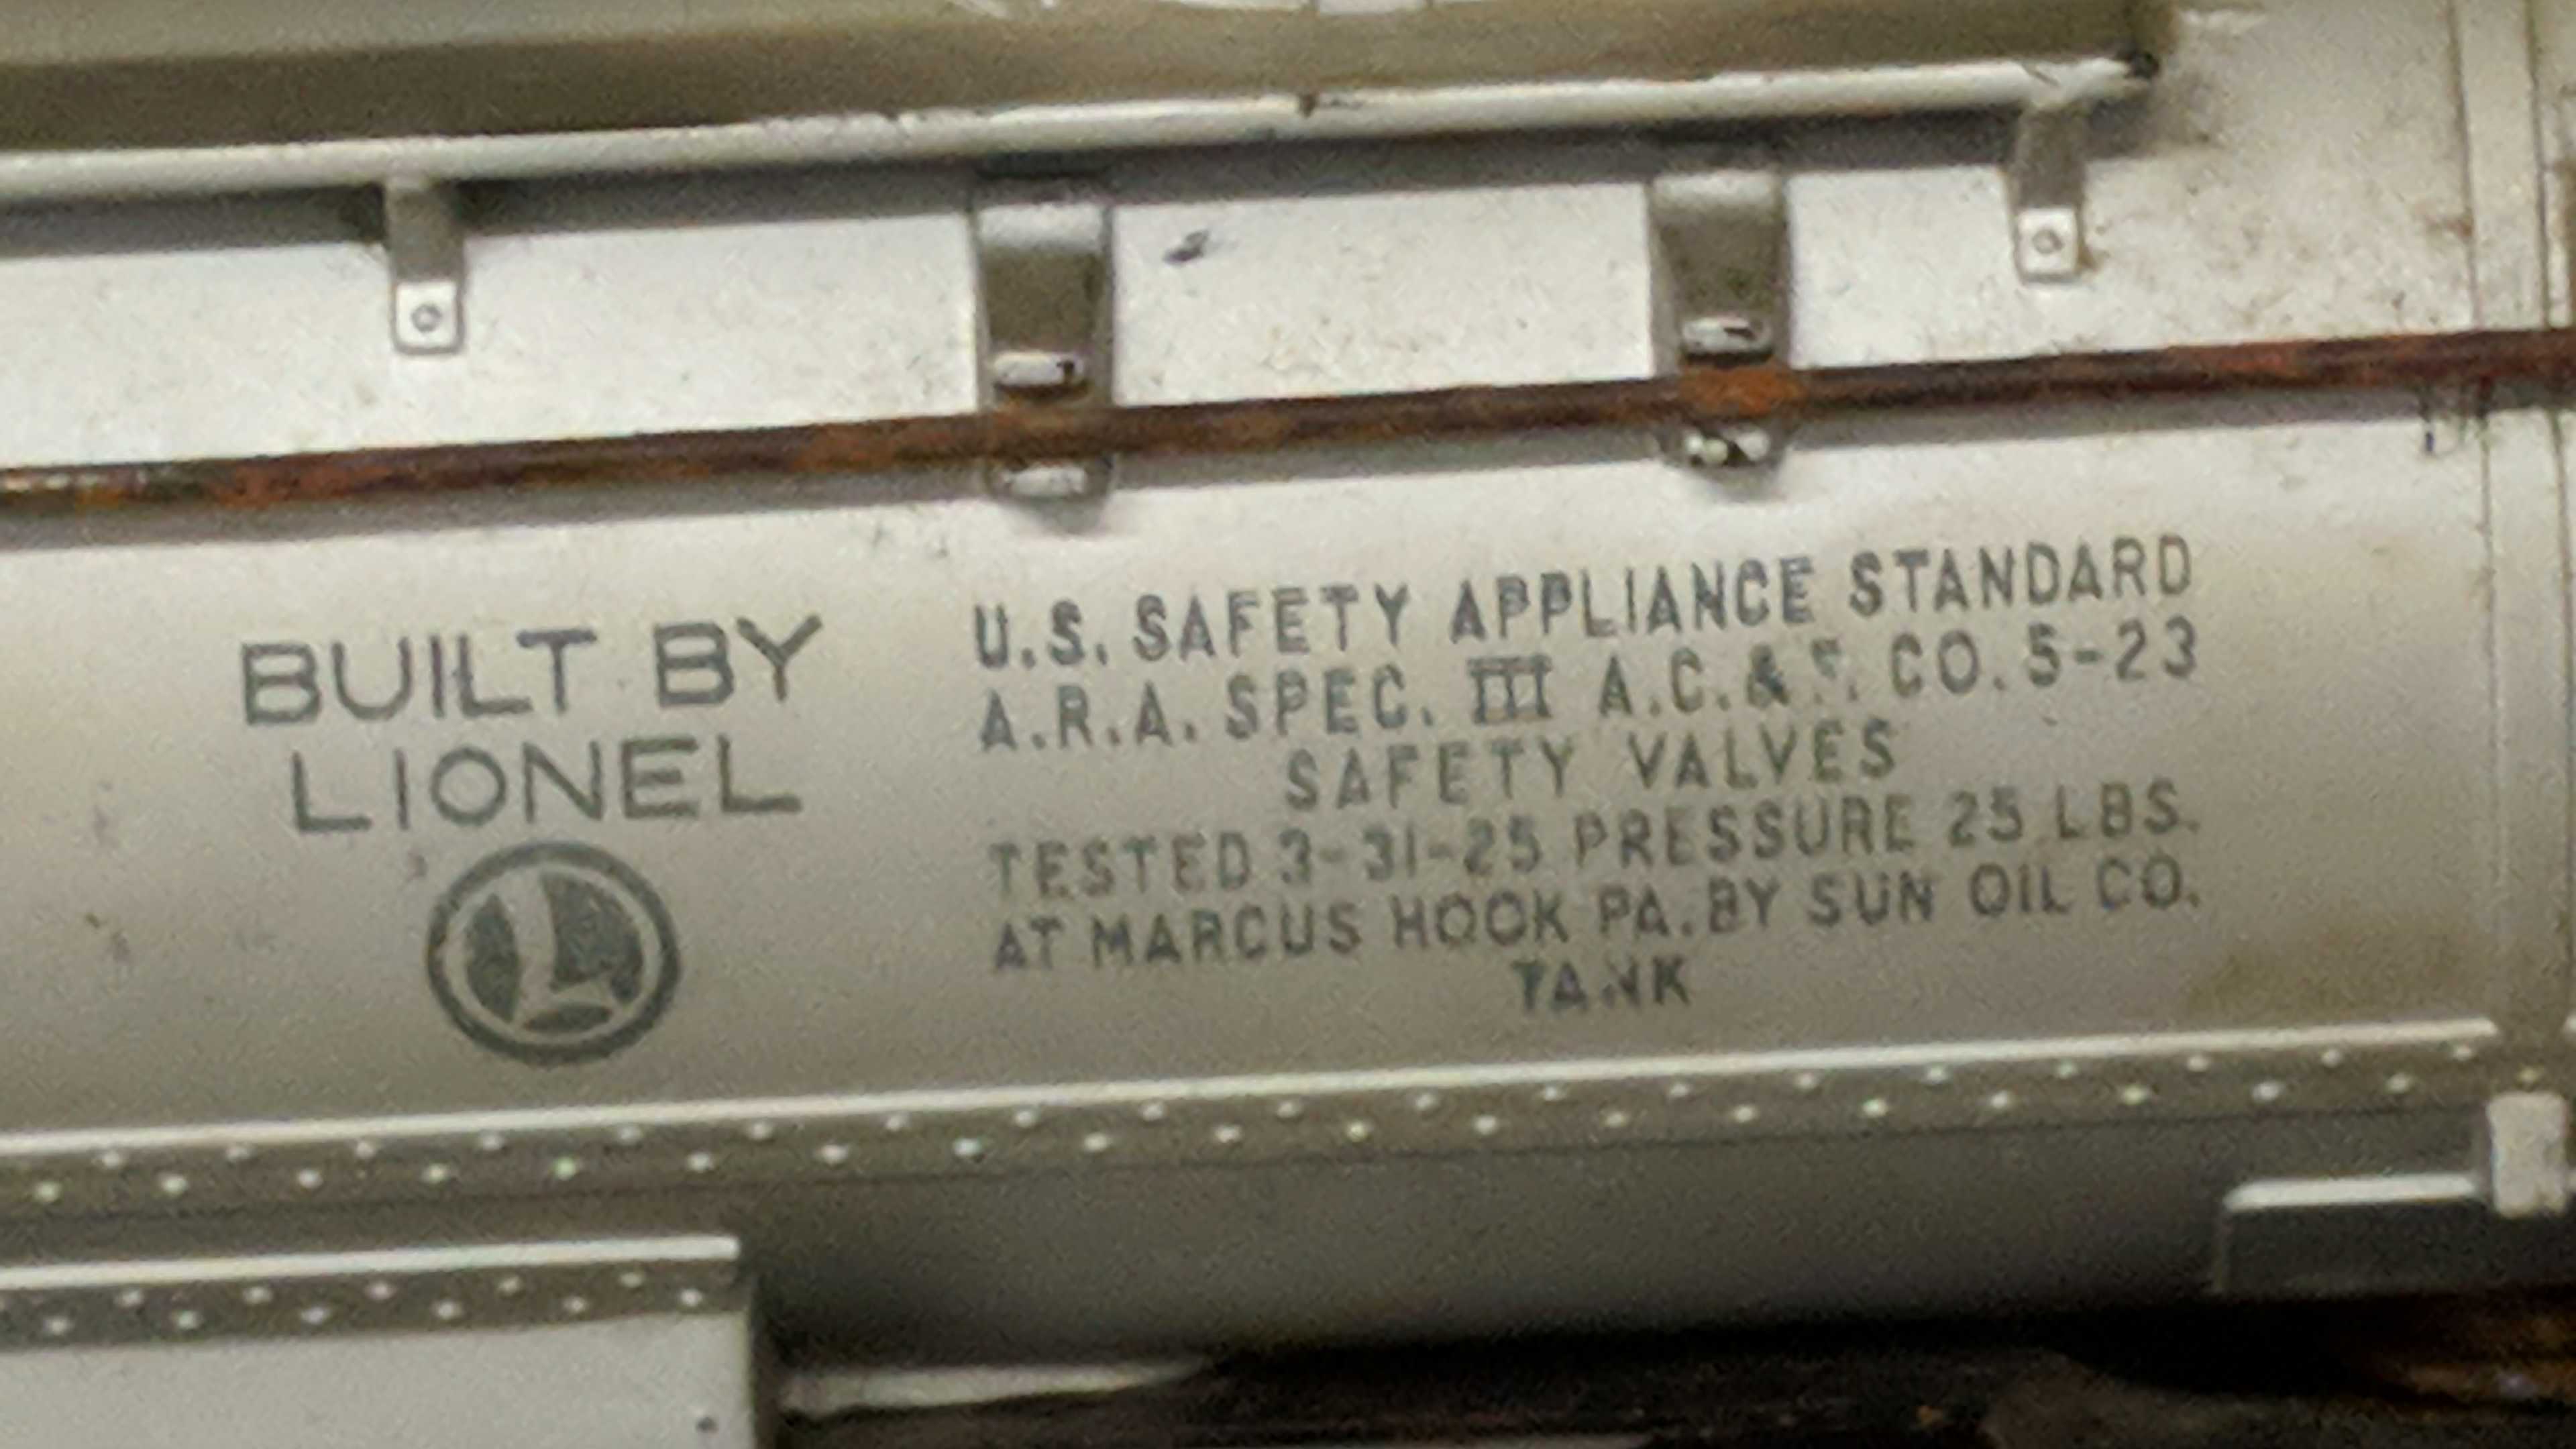 BUILT BY
LIONEL
L
U.S. SAFETY APPLIANCE STANDARD
A.R.A. SPEC. III A.C.& CO. 5-23
SAFETY VALVES
TESTED 3-31-25 PRESSURE 25 LBS.
AT MARCUS HOOK PA. BY SUN OIL CO.
TANK